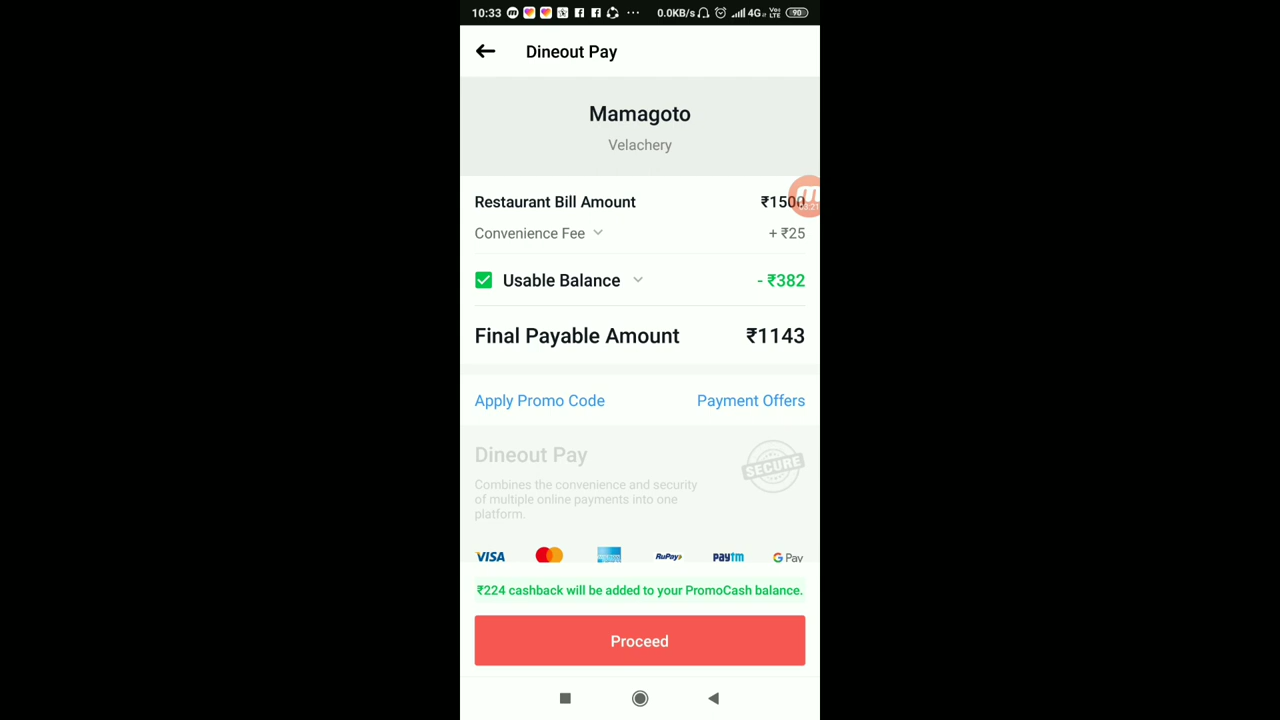 10:33 ... 0.0KB/s 4G Vo LTE 90
Dineout Pay
Mamagoto
Velachery
Restaurant Bill Amount ₹1500
Convenience Fee + ₹25
Usable Balance - ₹382
Final Payable Amount ₹1143
Apply Promo Code Payment Offers
Dineout Pay
SECURE
Combines the convenience and security
of multiple online payments into one
platform.
VISA RuPay paytm G Pay
₹224 cashback will be added to your PromoCash balance.
Proceed